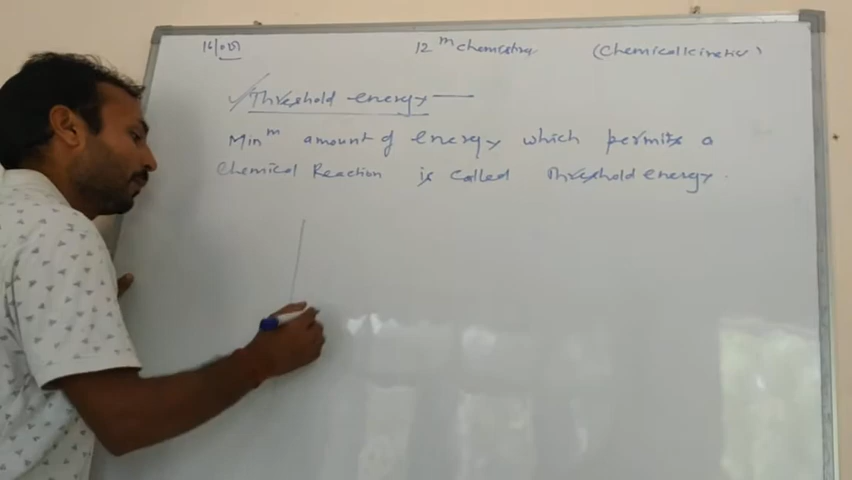 16/05 12th chemistry (Chemical kinetics)
Threshold energy
Minm amount of energy which permits a
Chemical Reaction is called Threshold energy.